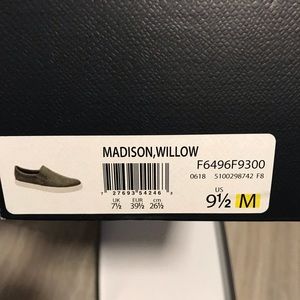 MADISON,WILLOW
F6496F9300
0618 5100298742 F8
7 27693 54246 3
UK EUR cm
7½ 39½ 26½
US
9½ M